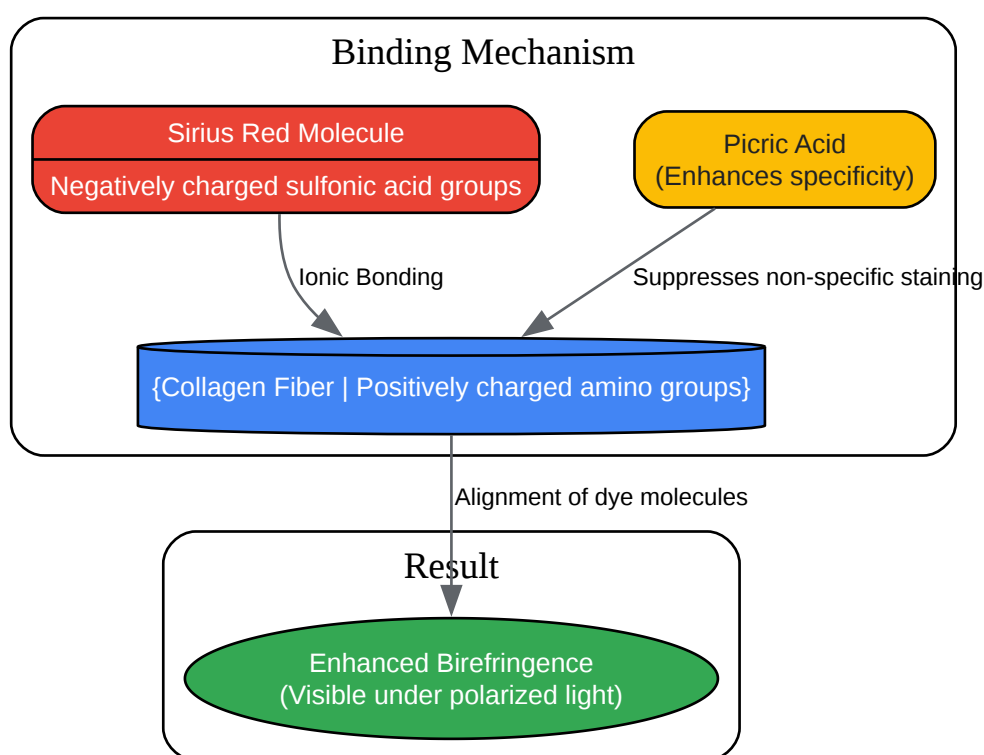 Binding Mechanism
Sirius Red Molecule
Negatively charged sulfonic acid groups
Picric Acid
(Enhances specificity)
Ionic Bonding
Suppresses non-specific staining
{Collagen Fiber | Positively charged amino groups}
Alignment of dye molecules
Result
Enhanced Birefringence
(Visible under polarized light)